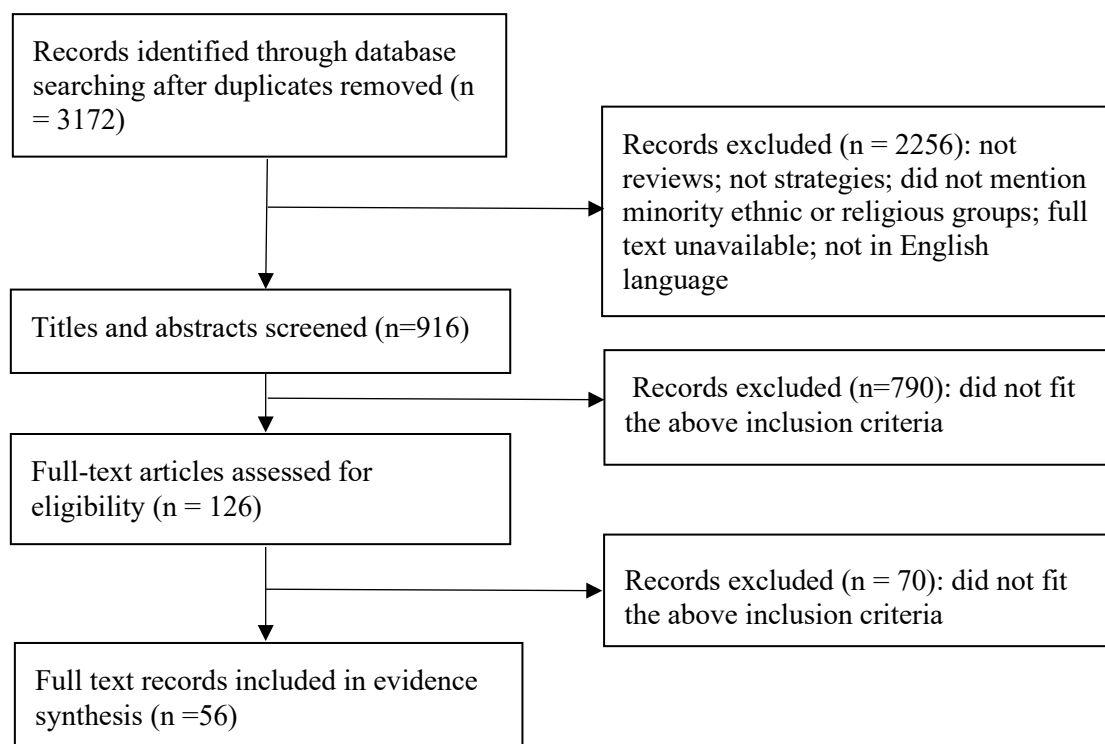 Records identified through database
searching after duplicates removed (n
= 3172)
Records excluded (n = 2256): not
reviews; not strategies; did not mention
minority ethnic or religious groups; full
text unavailable; not in English
language
Titles and abstracts screened (n=916)
Records excluded (n=790): did not fit
the above inclusion criteria
Full-text articles assessed for
eligibility (n = 126)
Records excluded (n = 70): did not fit
the above inclusion criteria
Full text records included in evidence
synthesis (n =56)